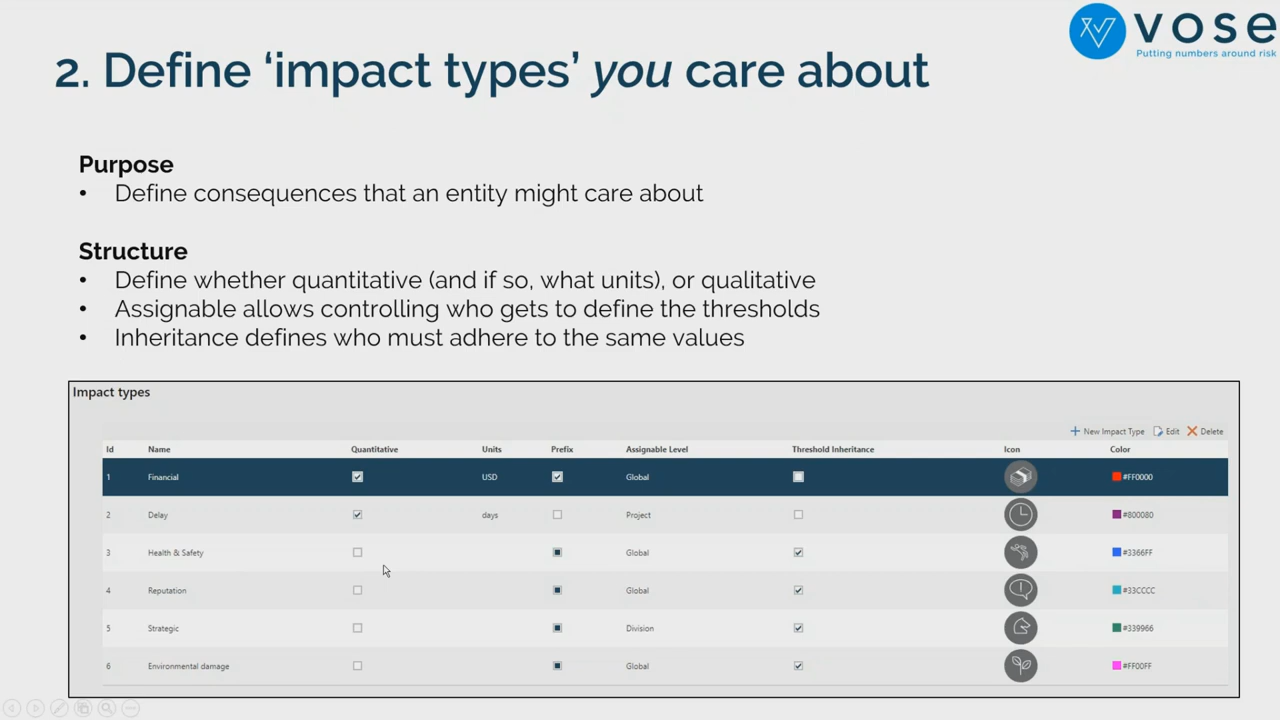 vose
Putting numbers around risk
2. Define ‘impact types’ you care about
Purpose
• Define consequences that an entity might care about
Structure
• Define whether quantitative (and if so, what units), or qualitative
• Assignable allows controlling who gets to define the thresholds
• Inheritance defines who must adhere to the same values
Impact types
New Impact Type Edit Delete
Id Name Quantitative Units Prefix Assignable Level Threshold Inheritance Icon Color
1 Financial USD Global #FF0000
2 Delay days Project #800080
3 Health & Safety Global #3366FF
4 Reputation Global #33CCCC
5 Strategic Division #339966
6 Environmental damage Global #FF00FF